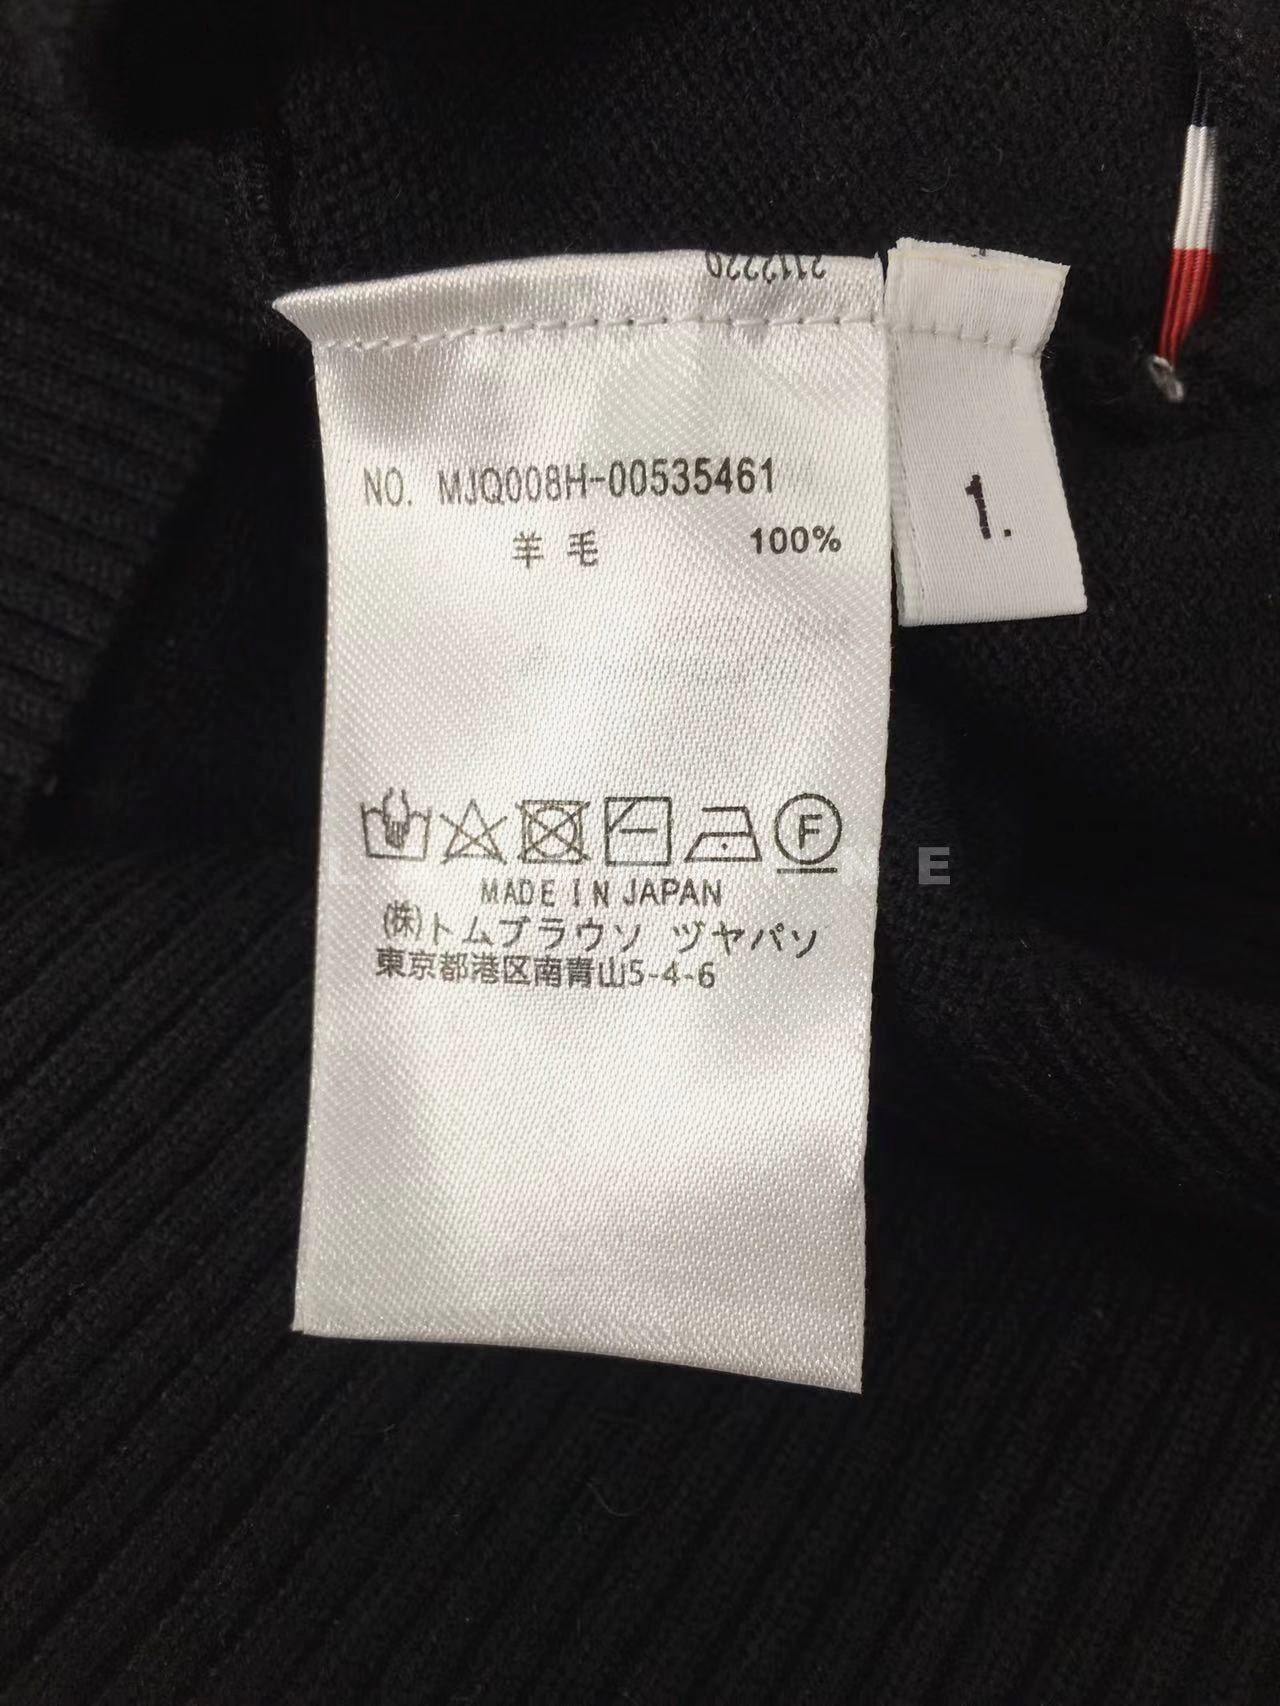 2112220
NO. MJQ008H-00535461
羊毛 100%
1.
F
MADE IN JAPAN
(株)トムブラウソ ヅヤパソ
東京都港区南青山5-4-6